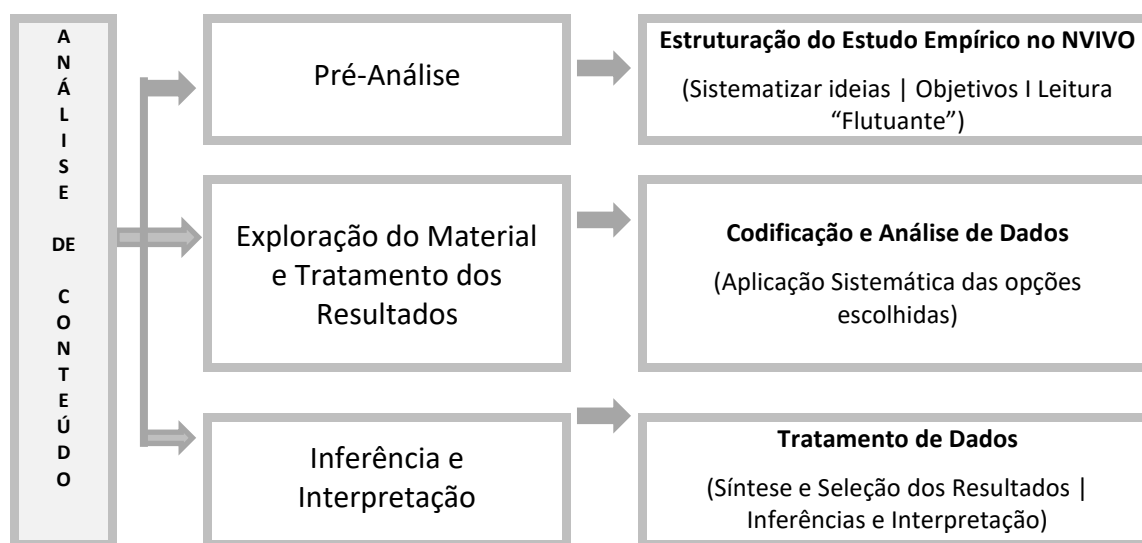 ANÁLISE
DE
CONTEÚDO
Pré-Análise
Estruturação do Estudo Empírico no NVIVO
(Sistematizar ideias | Objetivos I Leitura
“Flutuante”)
Exploração do Material
e Tratamento dos
Resultados
Codificação e Análise de Dados
(Aplicação Sistemática das opções
escolhidas)
Inferência e
Interpretação
Tratamento de Dados
(Síntese e Seleção dos Resultados |
Inferências e Interpretação)